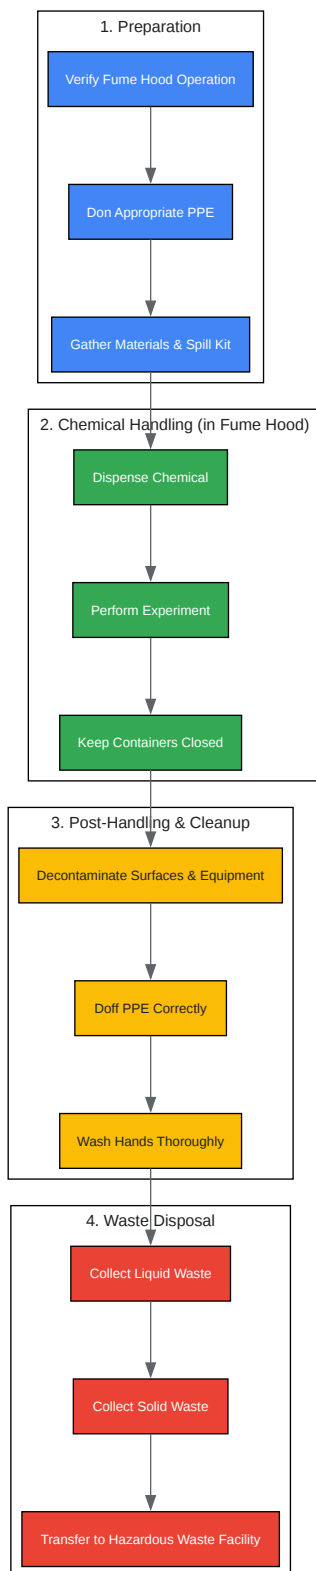 1. Preparation
Verify Fume Hood Operation
Don Appropriate PPE
Gather Materials & Spill Kit
2. Chemical Handling (in Fume Hood)
Dispense Chemical
Perform Experiment
Keep Containers Closed
3. Post-Handling & Cleanup
Decontaminate Surfaces & Equipment
Doff PPE Correctly
Wash Hands Thoroughly
4. Waste Disposal
Collect Liquid Waste
Collect Solid Waste
Transfer to Hazardous Waste Facility